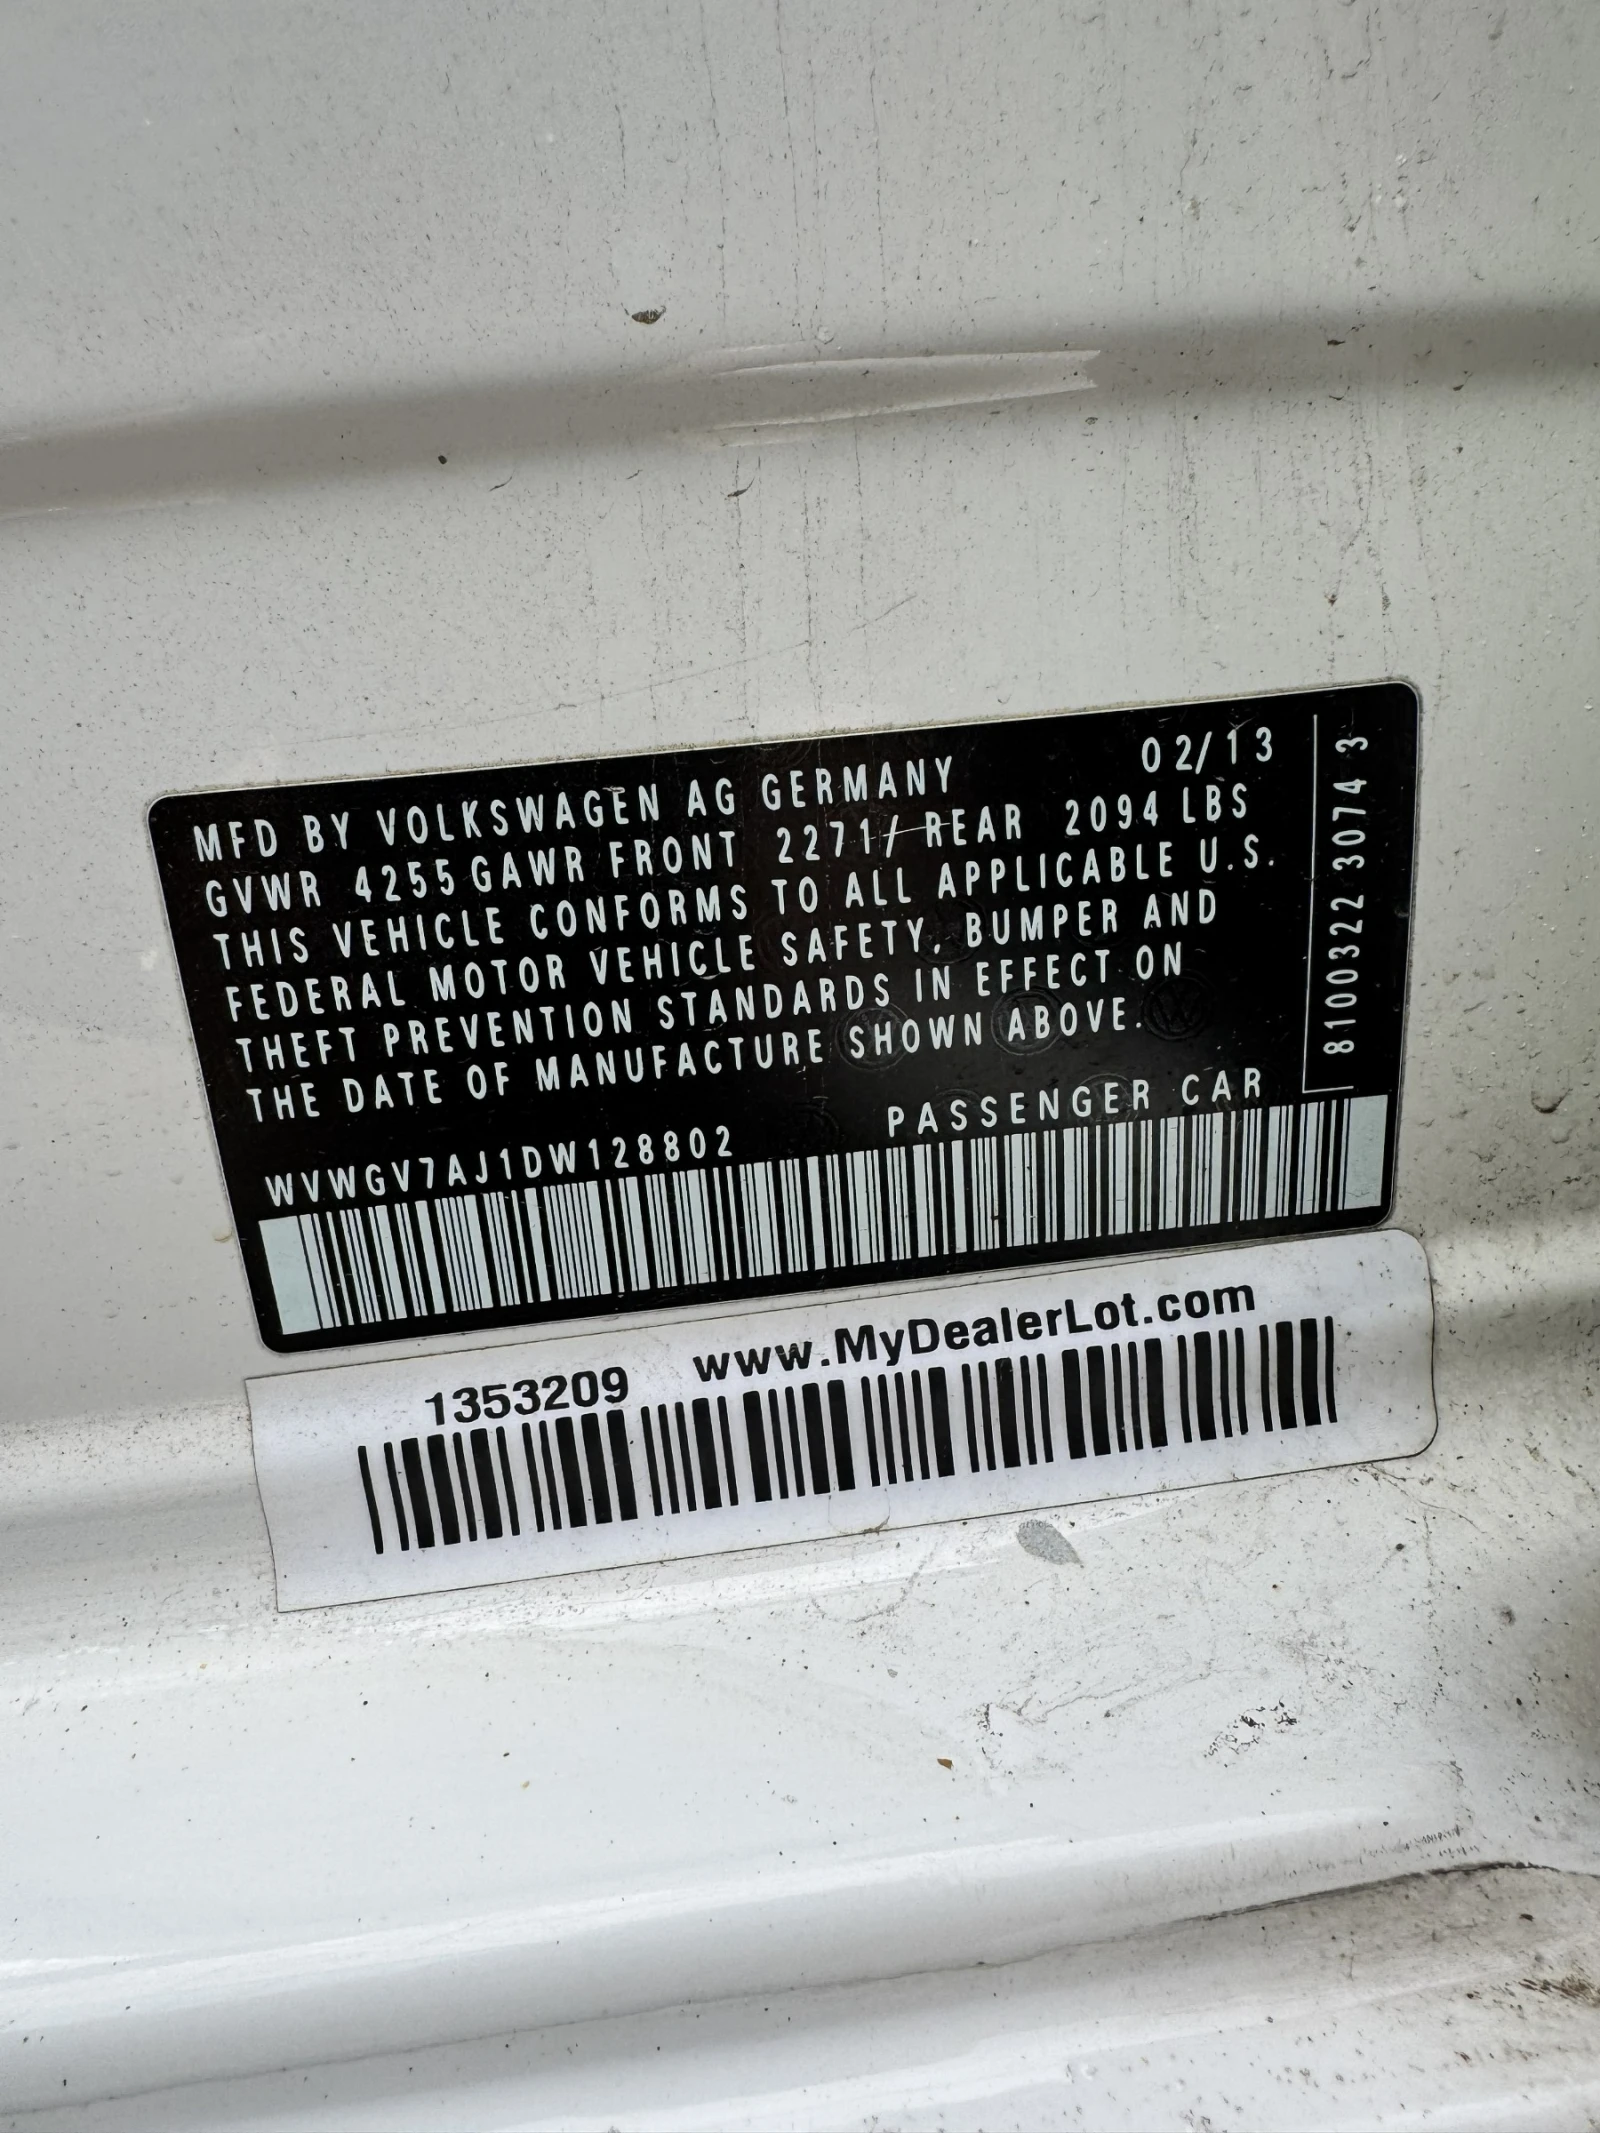 MFD BY VOLKSWAGEN AG GERMANY 02/13
GVWR 4255 GAWR FRONT 2271/ REAR 2094 LBS
THIS VEHICLE CONFORMS TO ALL APPLICABLE U.S.
FEDERAL MOTOR VEHICLE SAFETY, BUMPER AND
THEFT PREVENTION STANDARDS IN EFFECT ON
THE DATE OF MANUFACTURE SHOWN ABOVE.
WVWGV7AJ1DW128802 PASSENGER CAR
8100322 3074 3
1353209 www.MyDealerLot.com